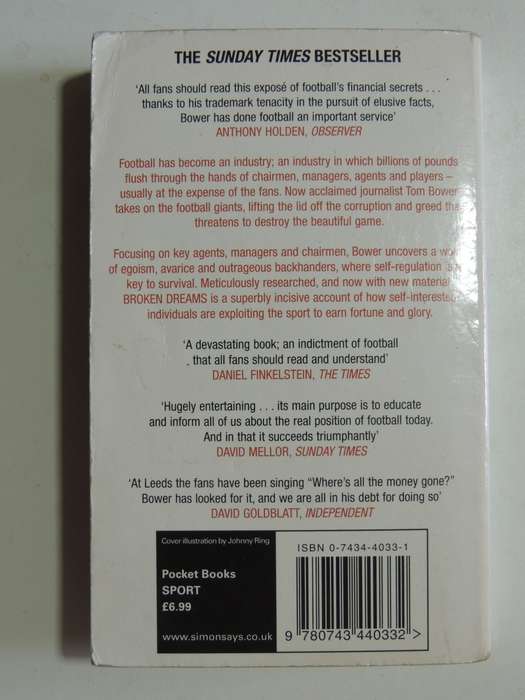 THE SUNDAY TIMES BESTSELLER
'All fans should read this exposé of football's financial secrets . . .
thanks to his trademark tenacity in the pursuit of elusive facts,
Bower has done football an important service'
ANTHONY HOLDEN, OBSERVER
Football has become an industry; an industry in which billions of pounds
flush through the hands of chairmen, managers, agents and players –
usually at the expense of the fans. Now acclaimed journalist Tom Bower
takes on the football giants, lifting the lid off the corruption and greed
threatens to destroy the beautiful game.
Focusing on key agents, managers and chairmen, Bower uncovers a
of egoism, avarice and outrageous backhanders, where self-regulation
key to survival. Meticulously researched, and now with new material,
BROKEN DREAMS is a superbly incisive account of how self-interested
individuals are exploiting the sport to earn fortune and glory.
'A devastating book; an indictment of football
. that all fans should read and understand'
DANIEL FINKELSTEIN, THE TIMES
'Hugely entertaining . . . its main purpose is to educate
and inform all of us about the real position of football today.
And in that it succeeds triumphantly'
DAVID MELLOR, SUNDAY TIMES
'At Leeds the fans have been singing "Where's all the money gone?"
Bower has looked for it, and we are all in his debt for doing so'
DAVID GOLDBLATT, INDEPENDENT
Cover illustration by Johnny Ring
Pocket Books
SPORT
£6.99
www.simonsays.co.uk
ISBN 0-7434-4033-1
9 780743 440332 >